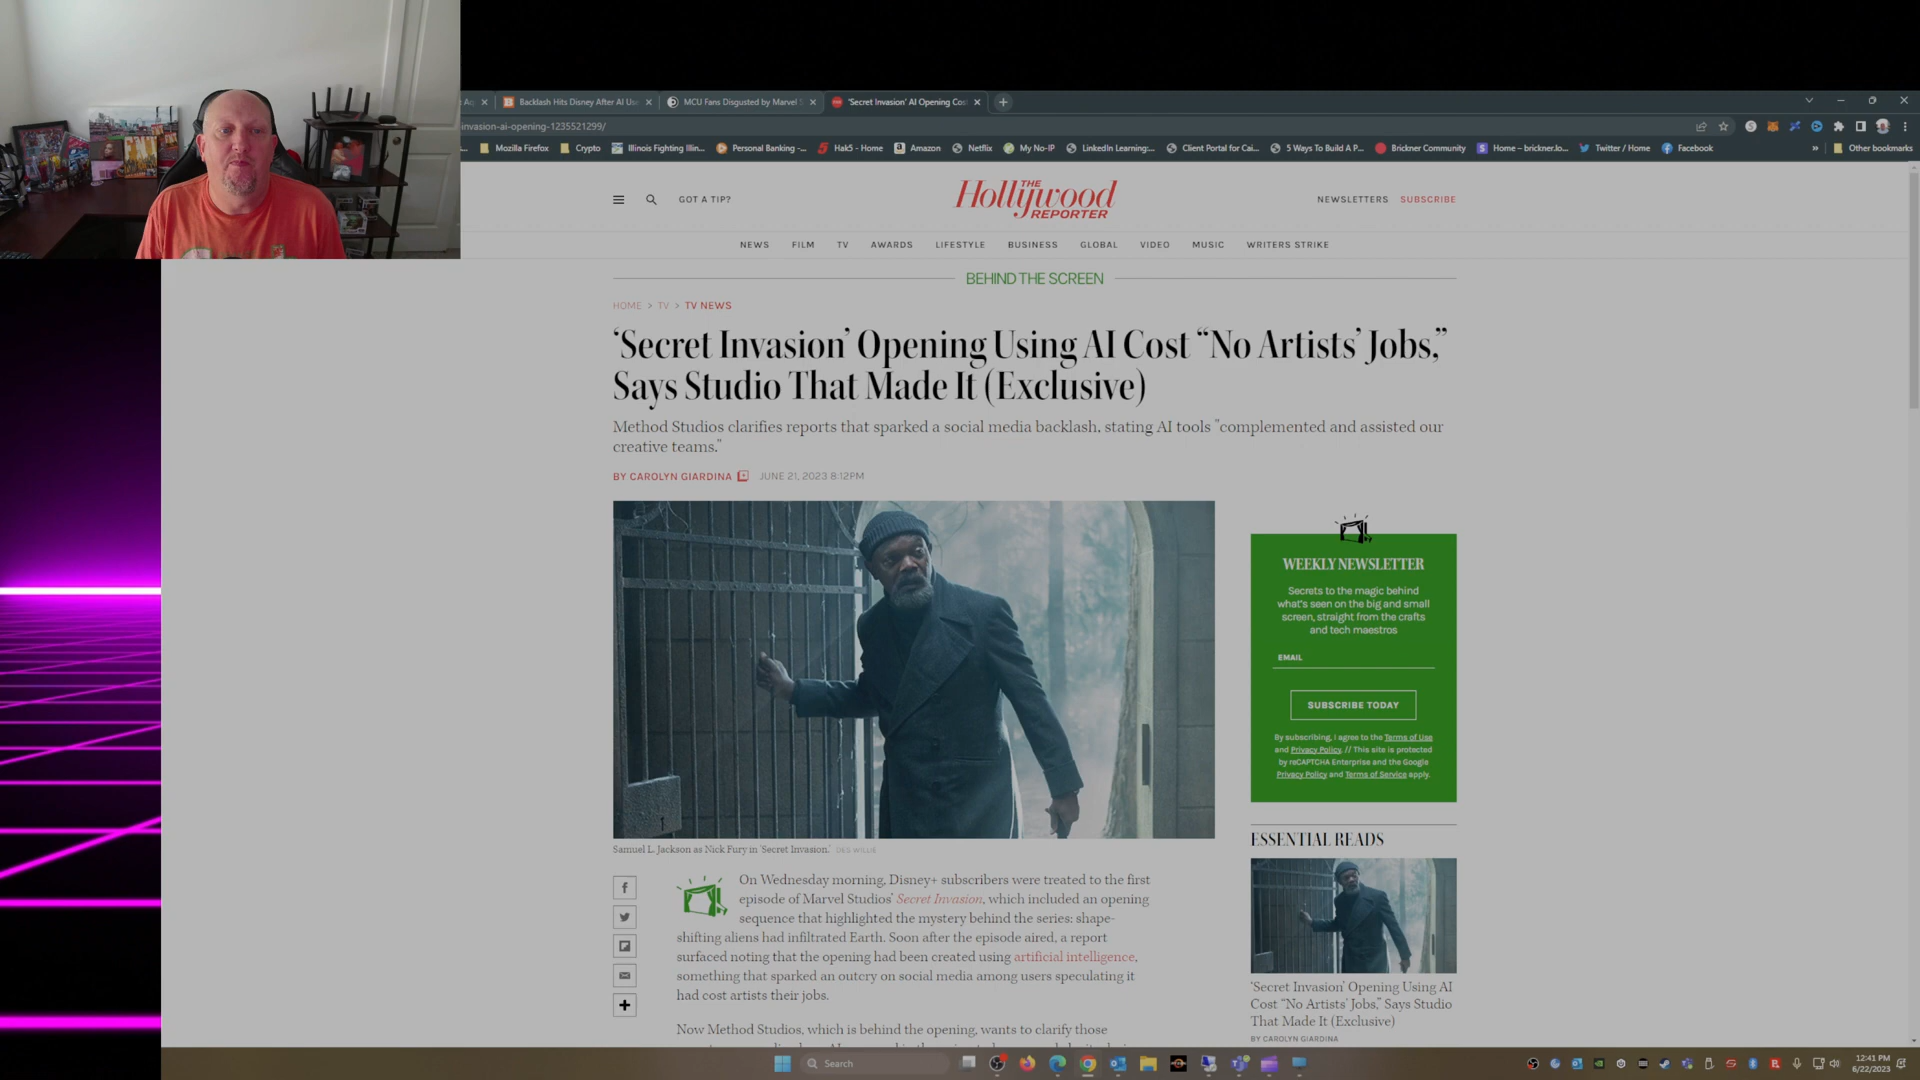 Backlash Hits Disney After AI Us
MCU Fans Disgusted by Marvel S
'Secret Invasion' AI Opening Cos
invasion-ai-opening-1235521299/
Mozilla Firefox
Crypto
Illinois Fighting Illin...
Personal Banking -...
Hak5 - Home
Amazon
Netflix
My No-IP
LinkedIn Learning:...
Client Portal for Cai...
5 Ways To Build A P...
Brickner Community
Home – brickner.lo...
Twitter / Home
Facebook
»
Other bookmarks
GOT A TIP?
THE
Hollywood
REPORTER
NEWSLETTERS SUBSCRIBE
NEWS FILM TV AWARDS LIFESTYLE BUSINESS GLOBAL VIDEO MUSIC WRITERS STRIKE
BEHIND THE SCREEN
HOME > TV > TV NEWS
‘Secret Invasion’ Opening Using AI Cost “No Artists’ Jobs,”
Says Studio That Made It (Exclusive)
Method Studios clarifies reports that sparked a social media backlash, stating AI tools "complemented and assisted our
creative teams."
BY CAROLYN GIARDINA JUNE 21, 2023 8:12PM
WEEKLY NEWSLETTER
Secrets to the magic behind
what's seen on the big and small
screen, straight from the crafts
and tech maestros
EMAIL
SUBSCRIBE TODAY
By subscribing, I agree to the Terms of Use
and Privacy Policy. // This site is protected
by reCAPTCHA Enterprise and the Google
Privacy Policy and Terms of Service apply.
Samuel L. Jackson as Nick Fury in 'Secret Invasion.' DES WILLIE
On Wednesday morning, Disney+ subscribers were treated to the first
episode of Marvel Studios' Secret Invasion, which included an opening
sequence that highlighted the mystery behind the series: shape-
shifting aliens had infiltrated Earth. Soon after the episode aired, a report
surfaced noting that the opening had been created using artificial intelligence,
something that sparked an outcry on social media among users speculating it
had cost artists their jobs.
Now Method Studios, which is behind the opening, wants to clarify those
ESSENTIAL READS
'Secret Invasion' Opening Using AI
Cost “No Artists' Jobs,” Says Studio
That Made It (Exclusive)
BY CAROLYN GIARDINA
Search
12:41 PM
6/22/2023